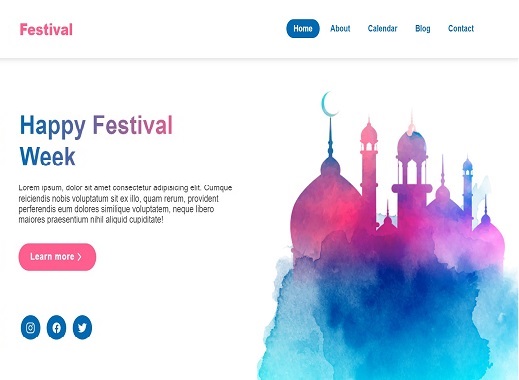 Festival
Home About Calendar Blog Contact
Happy Festival
Week
Lorem ipsum, dolor sit amet consectetur adipisicing elit. Cumque
reiciendis nobis voluptatum sit ex illo, quam rerum, provident
perferendis eum dolores similique voluptatem, neque libero
maiores praesentium nihil aliquid cupiditate!
Learn more >